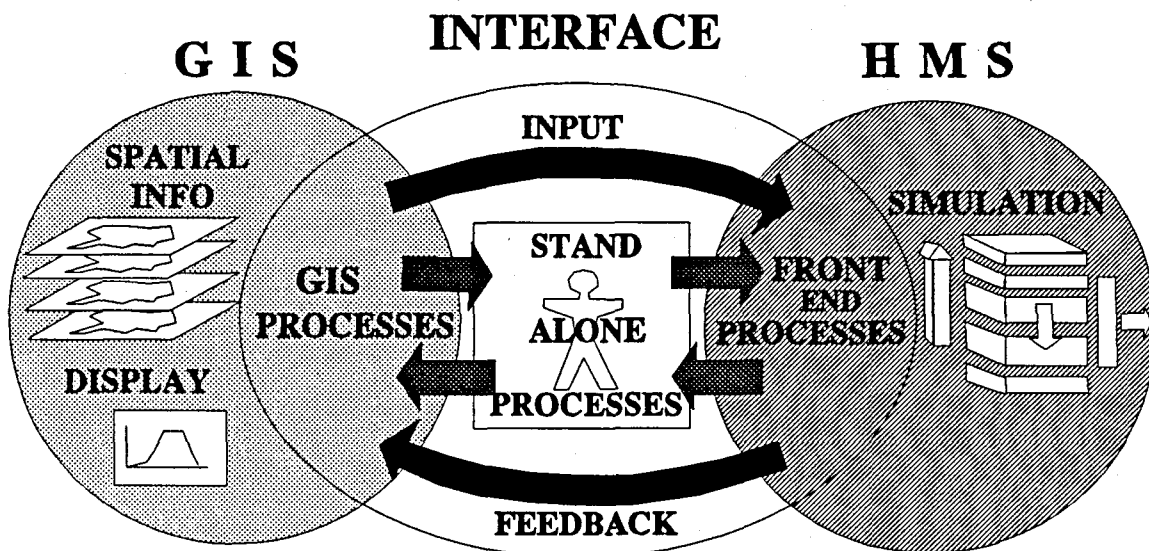 INTERFACE
G I S
H M S
INPUT
SPATIAL
INFO
SIMULATION
STAND
ALONE
PROCESSES
GIS
PROCESSES
FRONT
END
PROCESSES
DISPLAY
FEEDBACK